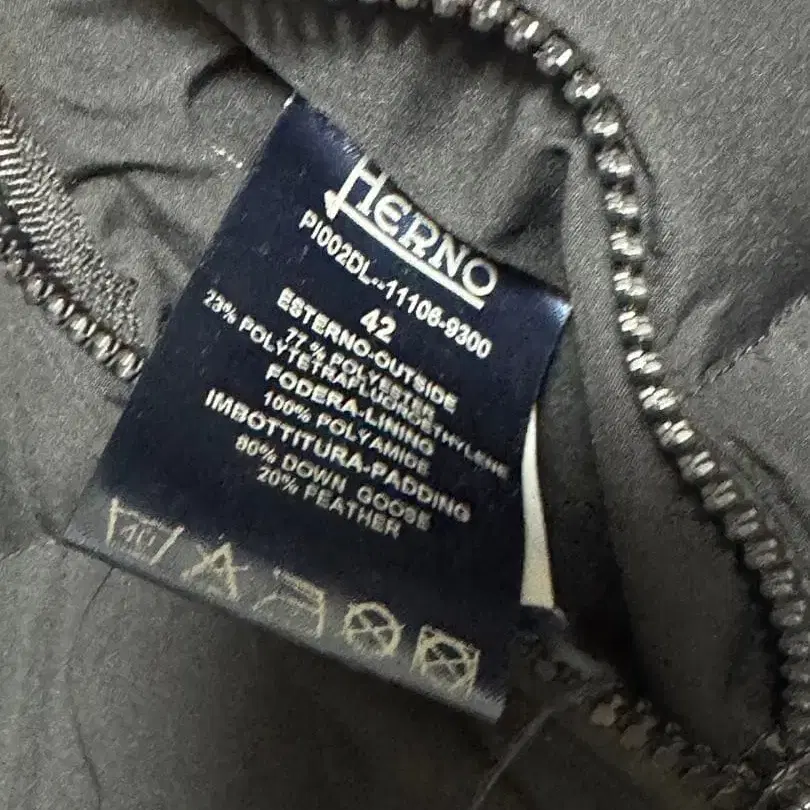 HERNO
PI002DL--11106-9300
42
ESTERNO-OUTSIDE
77% POLYESTER
23% POLYTETRAFLUOROETHYLENE
FODERA-LINING
100% POLYAMIDE
IMBOTTITURA-PADDING
80% DOWN GOOSE
20% FEATHER